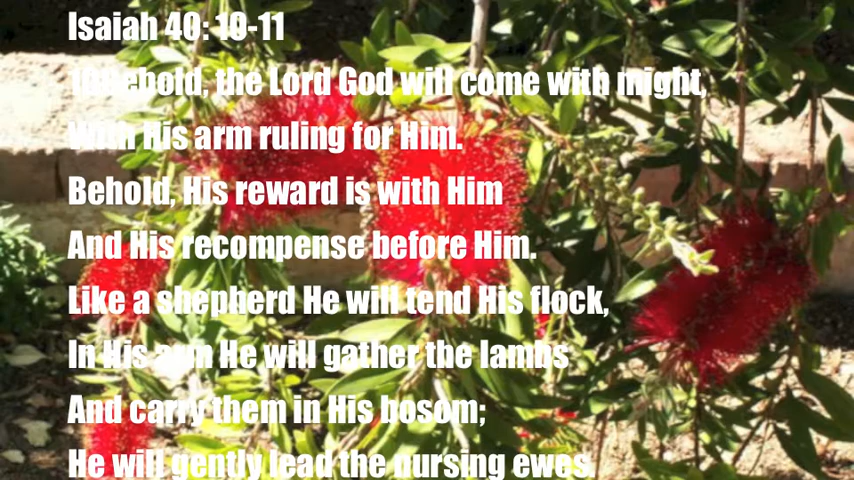 Isaiah 40: 10-11
10 Behold, the Lord God will come with might,
With His arm ruling for Him.
Behold, His reward is with Him
And His recompense before Him.
Like a shepherd He will tend His flock,
In His arm He will gather the lambs
And carry them in His bosom;
He will gently lead the nursing ewes.